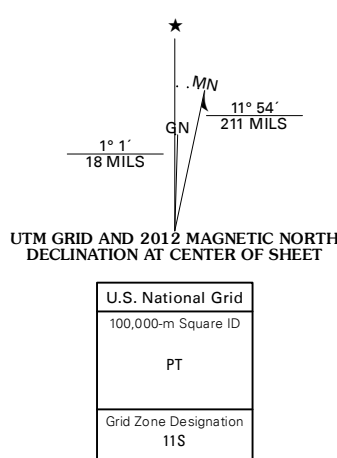 ★
MN
GN
11° 54´
211 MILS
1° 1´
18 MILS
UTM GRID AND 2012 MAGNETIC NORTH
DECLINATION AT CENTER OF SHEET
U.S. National Grid
100,000-m Square ID
PT
Grid Zone Designation
11S